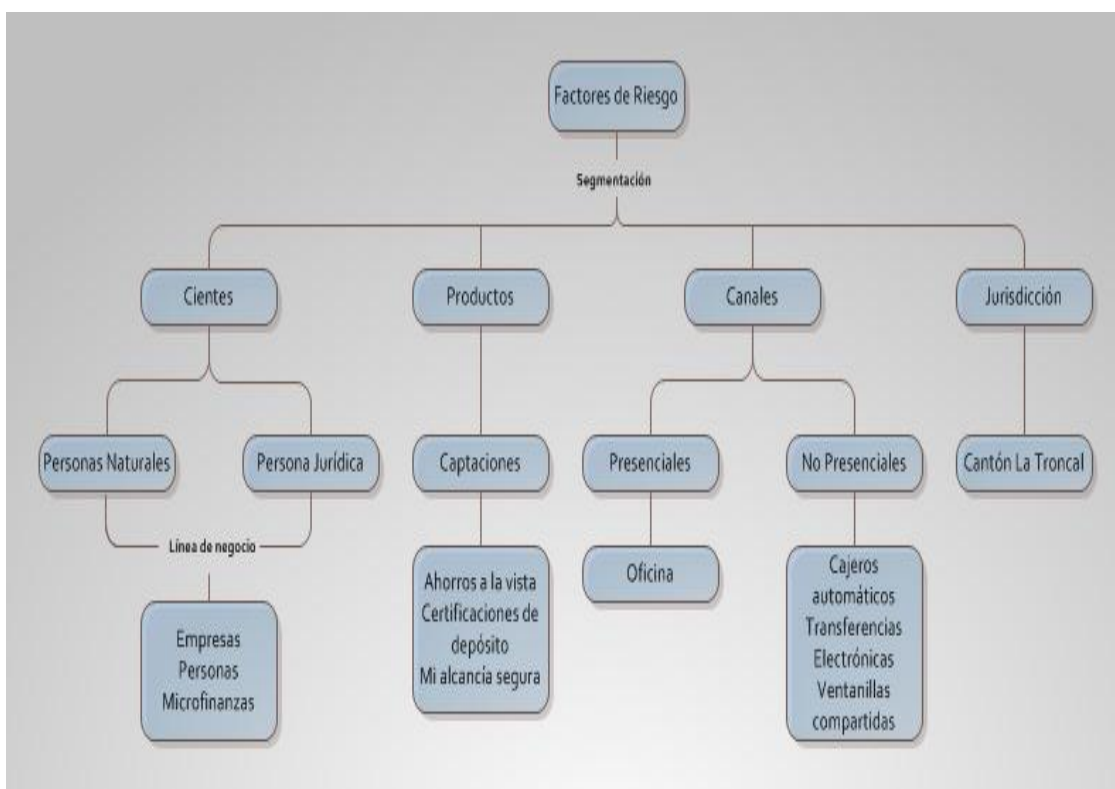 Factores de Riesgo
Segmentación
Cientes
Productos
Canales
Jurisdicción
Personas Naturales
Persona Jurídica
Captaciones
Presenciales
No Presenciales
Cantón La Troncal
Línea de negocio
Empresas
Personas
Microfinanzas
Ahorros a la vista
Certificaciones de
depósito
Mi alcancía segura
Oficina
Cajeros
automáticos
Transferencias
Electrónicas
Ventanillas
compartidas